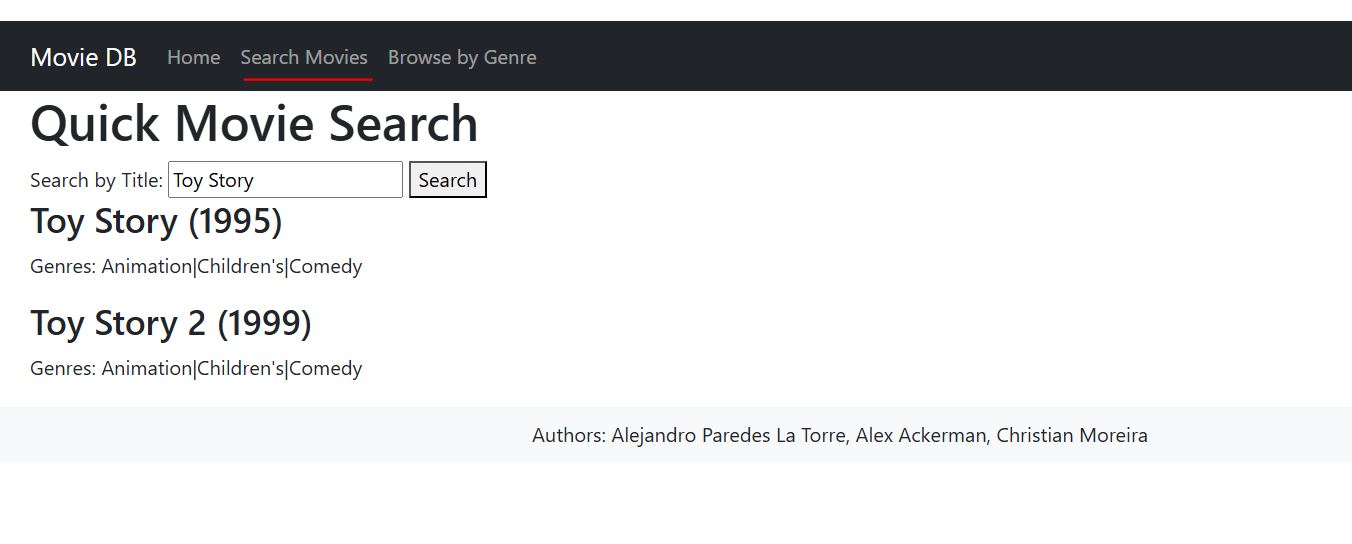 Movie DB Home Search Movies Browse by Genre
Quick Movie Search
Search by Title: Toy Story Search
Toy Story (1995)
Genres: Animation|Children's|Comedy
Toy Story 2 (1999)
Genres: Animation|Children's|Comedy
Authors: Alejandro Paredes La Torre, Alex Ackerman, Christian Moreira